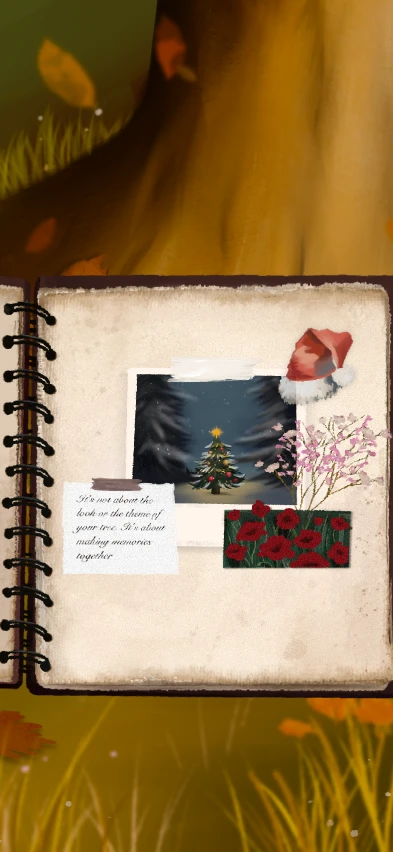 It's not about the
look or the theme of
your tree. It's about
making memories
together